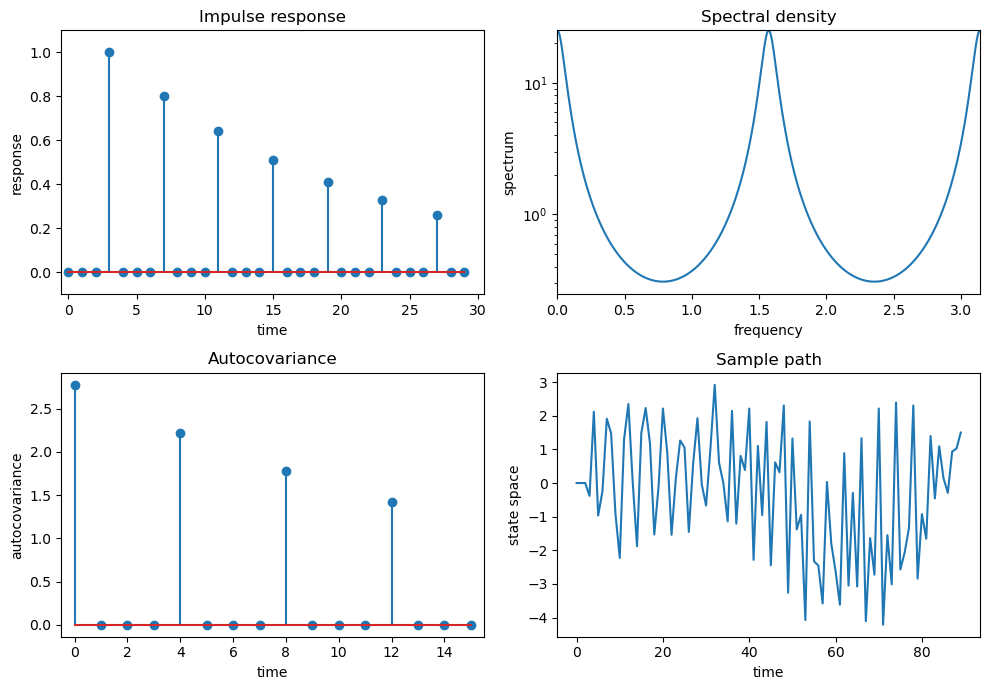 Impulse response
response
1.0
0.8
0.6
0.4
0.2
0.0
0 5 10 15 20 25 30
time
Spectral density
spectrum
10¹
10⁰
0.0 0.5 1.0 1.5 2.0 2.5 3.0
frequency
Autocovariance
autocovariance
2.5
2.0
1.5
1.0
0.5
0.0
0 2 4 6 8 10 12 14
time
Sample path
state space
3
2
1
0
−1
−2
−3
−4
0 20 40 60 80
time